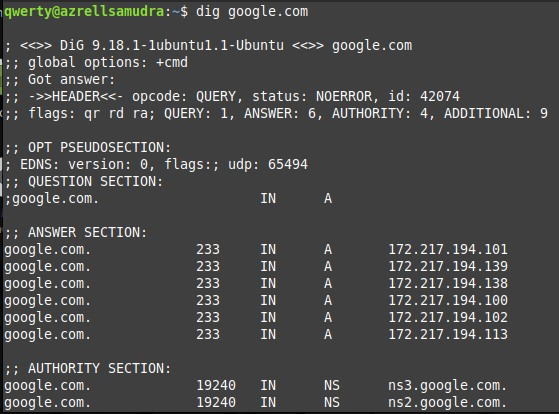 qwerty@azrellsamudra:~$ dig google.com
; <<>> DiG 9.18.1-1ubuntu1.1-Ubuntu <<>> google.com
;; global options: +cmd
;; Got answer:
;; ->>HEADER<<- opcode: QUERY, status: NOERROR, id: 42074
;; flags: qr rd ra; QUERY: 1, ANSWER: 6, AUTHORITY: 4, ADDITIONAL: 9
;; OPT PSEUDOSECTION:
; EDNS: version: 0, flags:; udp: 65494
;; QUESTION SECTION:
;google.com. IN A
;; ANSWER SECTION:
google.com. 233 IN A 172.217.194.101
google.com. 233 IN A 172.217.194.139
google.com. 233 IN A 172.217.194.138
google.com. 233 IN A 172.217.194.100
google.com. 233 IN A 172.217.194.102
google.com. 233 IN A 172.217.194.113
;; AUTHORITY SECTION:
google.com. 19240 IN NS ns3.google.com.
google.com. 19240 IN NS ns2.google.com.